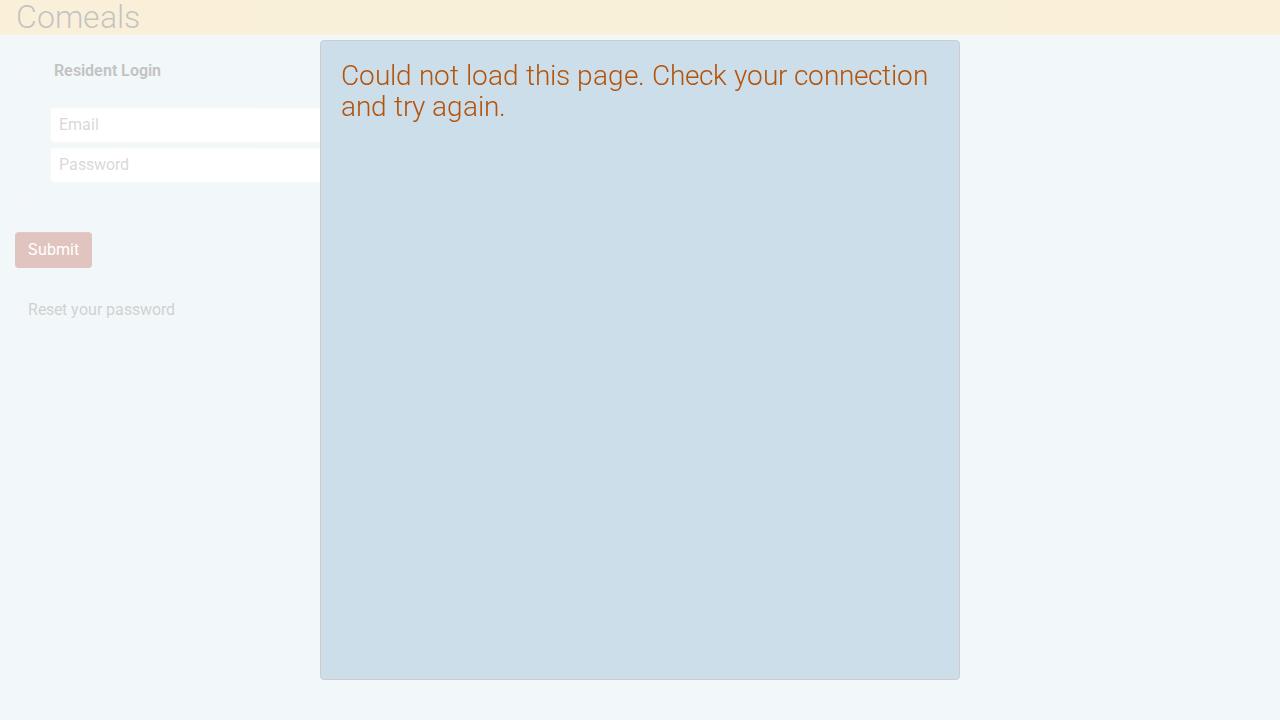 Comeals
Resident Login
Email
Password
Submit
Reset your password
Could not load this page. Check your connection
and try again.